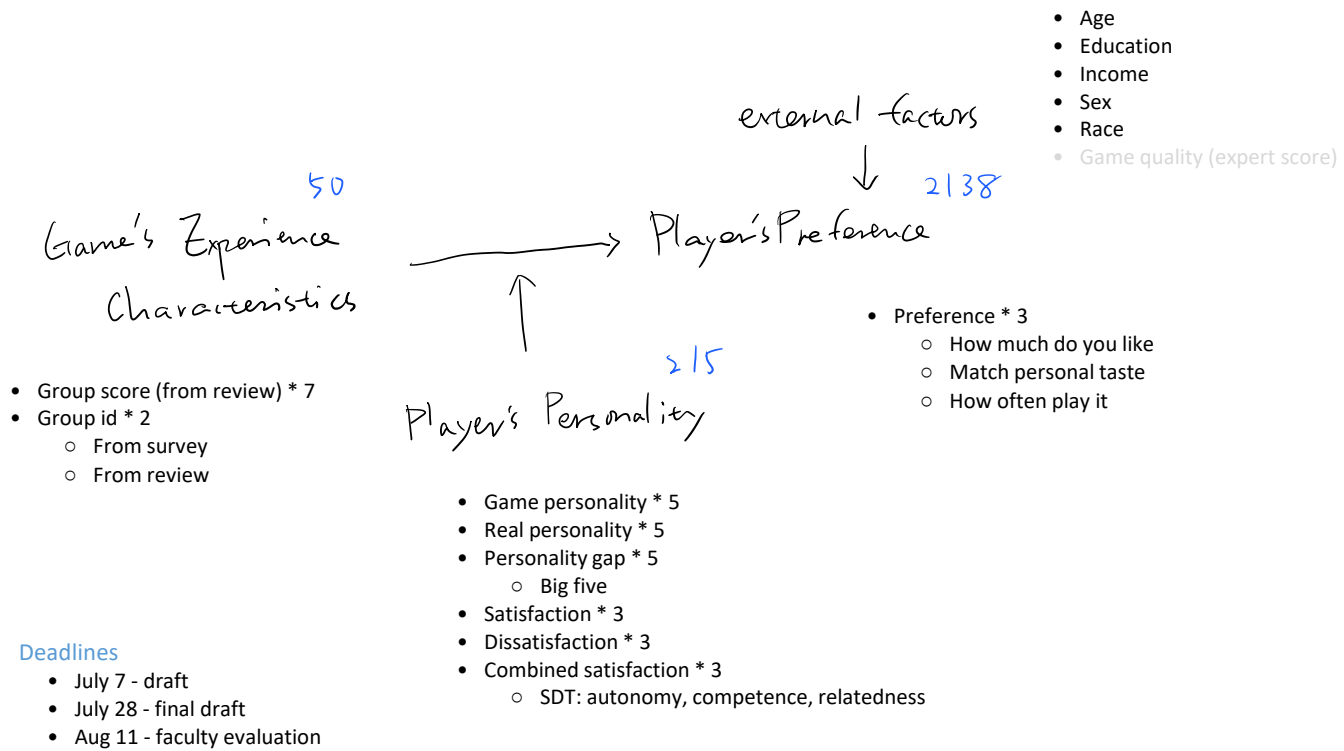 • Age
• Education
• Income
• Sex
• Race
• Game quality (expert score)
external factors
50
2138
Game's Experience
Characteristics
Player's Preference
• Group score (from review) * 7
• Group id * 2
○ From survey
○ From review
215
Player's Personality
• Preference * 3
○ How much do you like
○ Match personal taste
○ How often play it
• Game personality * 5
• Real personality * 5
• Personality gap * 5
○ Big five
• Satisfaction * 3
• Dissatisfaction * 3
• Combined satisfaction * 3
○ SDT: autonomy, competence, relatedness
Deadlines
• July 7 - draft
• July 28 - final draft
• Aug 11 - faculty evaluation